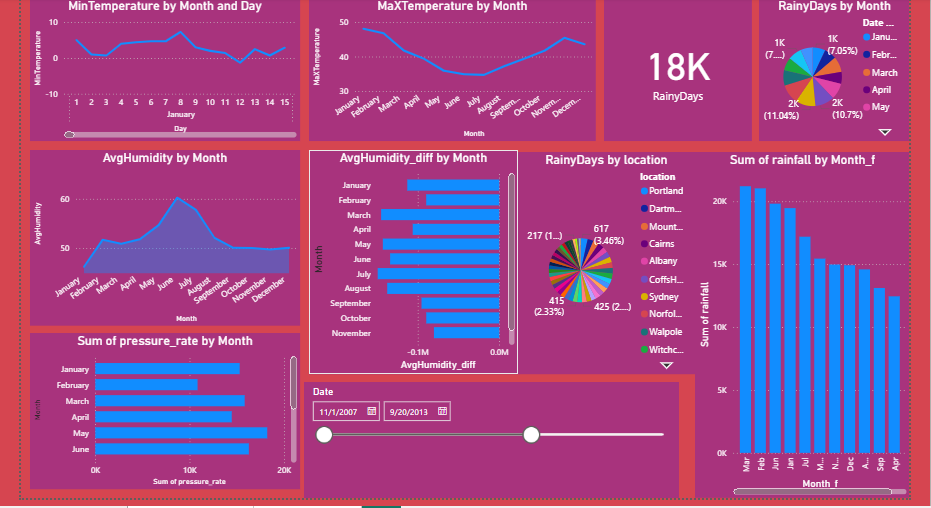 MinTemperature by Month and Day
MinTemperature
10
0
-10
1 2 3 4 5 6 7 8 9 10 11 12 13 14 15
January
Day
MaXTemperature by Month
MaXTemperature
50
40
30
January
February
March
April
May
June
July
August
Septem...
October
Novem...
Decem...
Month
18K
RainyDays
RainyDays by Month
1K
(7....)
1K
(7.05%)
2K
(11.04%)
2K
(10.7%)
Date ...
Janu...
Febr...
March
April
May
AvgHumidity by Month
AvgHumidity
60
50
January
February
March
April
May
June
July
August
September
October
November
December
Month
AvgHumidity_diff by Month
Month
January
February
March
April
May
June
July
August
September
October
November
-0.1M 0.0M
AvgHumidity_diff
RainyDays by location
217 (1...)
617
(3.46%)
415
(2.33%)
425 (2....)
location
Portland
Dartm...
Mount...
Cairns
Albany
CoffsH...
Sydney
Norfol...
Walpole
Witchc...
Sum of rainfall by Month_f
Sum of rainfall
20K
15K
10K
5K
0K
Mar Feb Jun Jan Jul M... N... Dec A... Sep Apr
Month_f
Sum of pressure_rate by Month
Month
January
February
March
April
May
June
0K 10K 20K
Sum of pressure_rate
Date
11/1/2007 9/20/2013